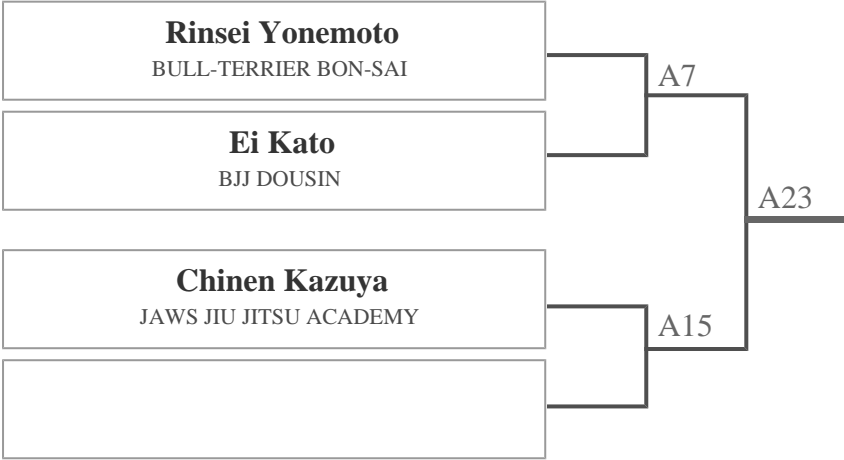 Rinsei Yonemoto
BULL-TERRIER BON-SAI
A7
Ei Kato
BJJ DOUSIN
A23
Chinen Kazuya
JAWS JIU JITSU ACADEMY
A15